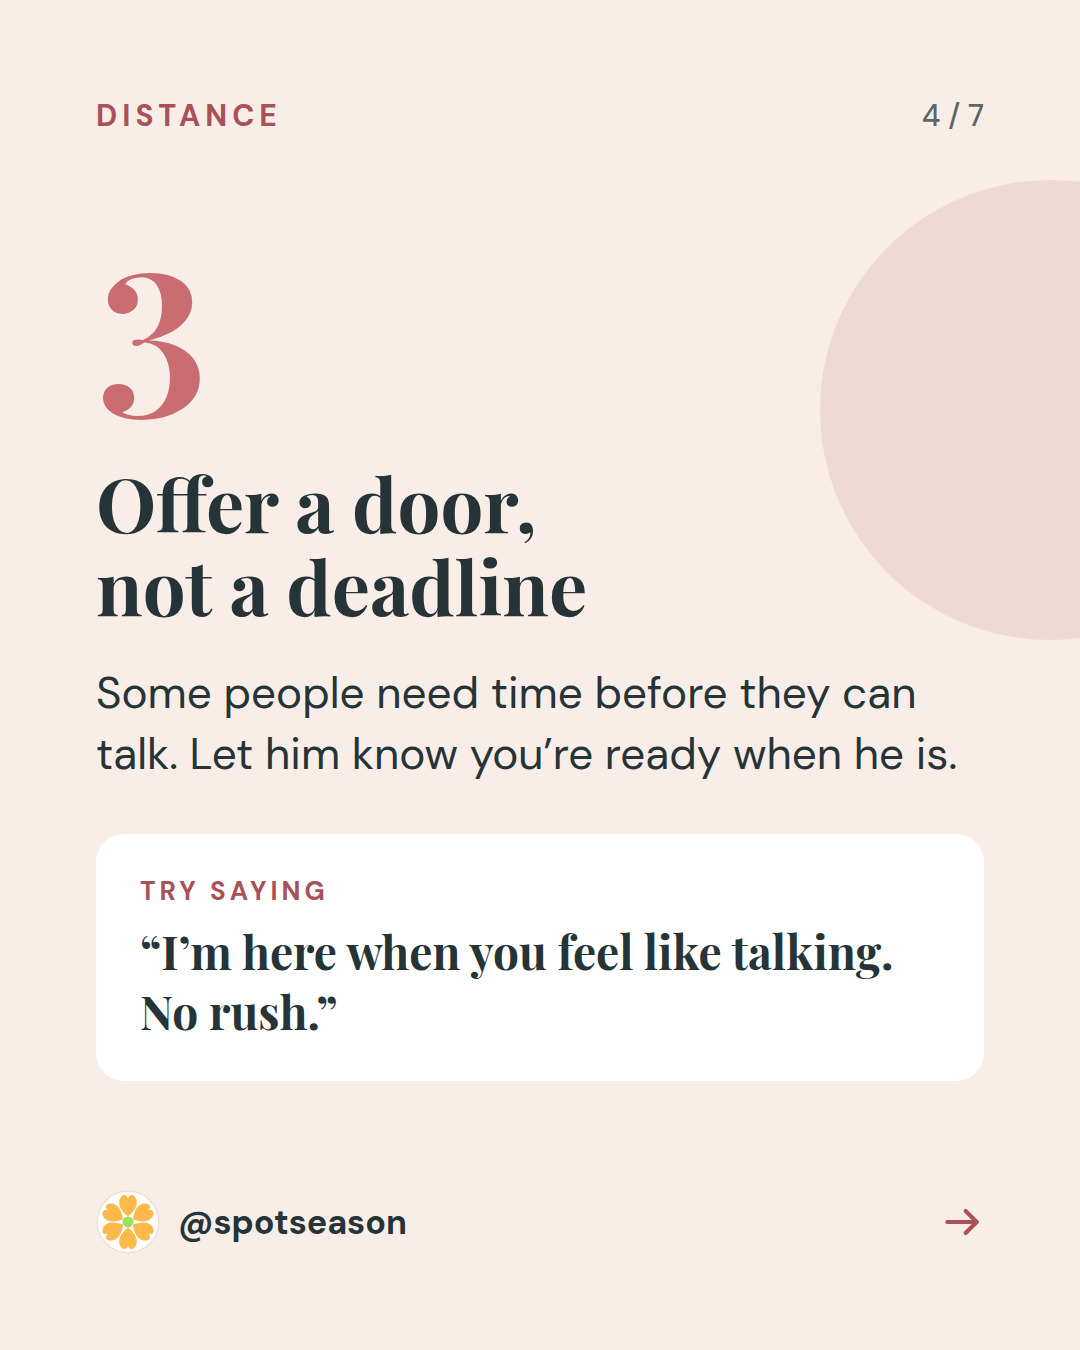 DISTANCE
4 / 7
3
Offer a door,
not a deadline
Some people need time before they can
talk. Let him know you’re ready when he is.
TRY SAYING
“I’m here when you feel like talking.
No rush.”
@spotseason